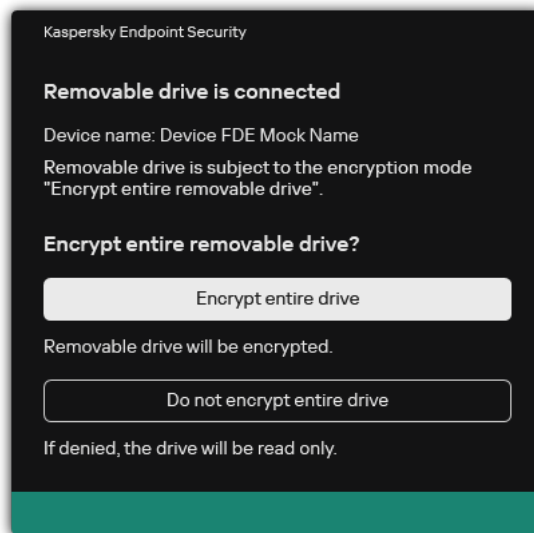 Kaspersky Endpoint Security
Removable drive is connected
Device name: Device FDE Mock Name
Removable drive is subject to the encryption mode
"Encrypt entire removable drive".
Encrypt entire removable drive?
Encrypt entire drive
Removable drive will be encrypted.
Do not encrypt entire drive
If denied, the drive will be read only.